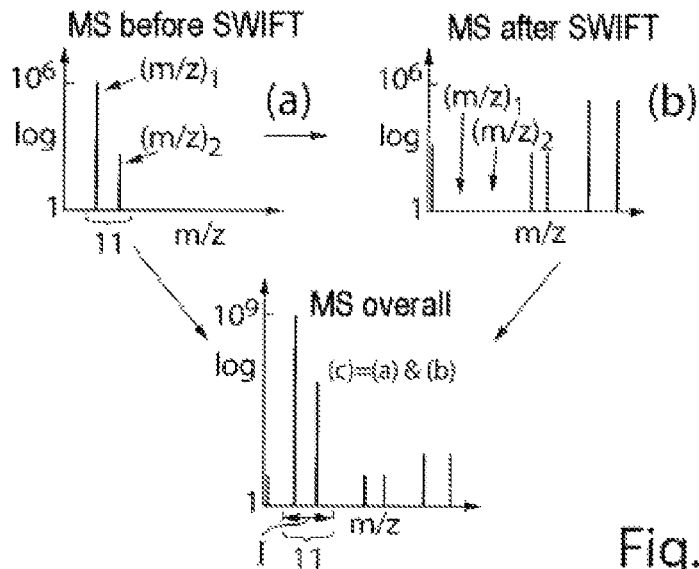 MS before SWIFT
10⁶
(m/z)₁
(a)
log
(m/z)₂
1
11
m/z
MS after SWIFT
10⁶
(m/z)₁
(b)
log
(m/z)₂
1
m/z
MS overall
10⁹
log
(c)=(a) & (b)
1
m/z
I
11
Fig.